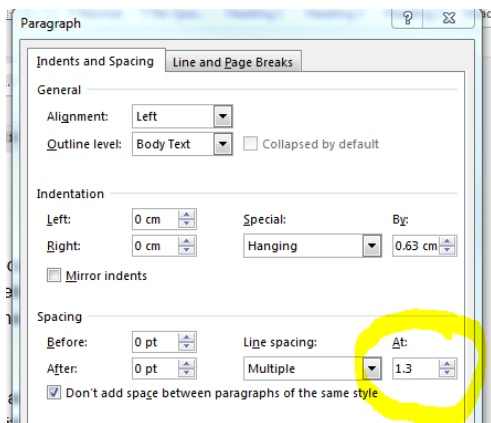 Paragraph
Indents and Spacing Line and Page Breaks
General
Alignment: Left
Outline level: Body Text Collapsed by default
Indentation
Left: 0 cm Special: By:
Right: 0 cm Hanging 0.63 cm
Mirror indents
Spacing
Before: 0 pt Line spacing: At:
After: 0 pt Multiple 1.3
Don't add space between paragraphs of the same style